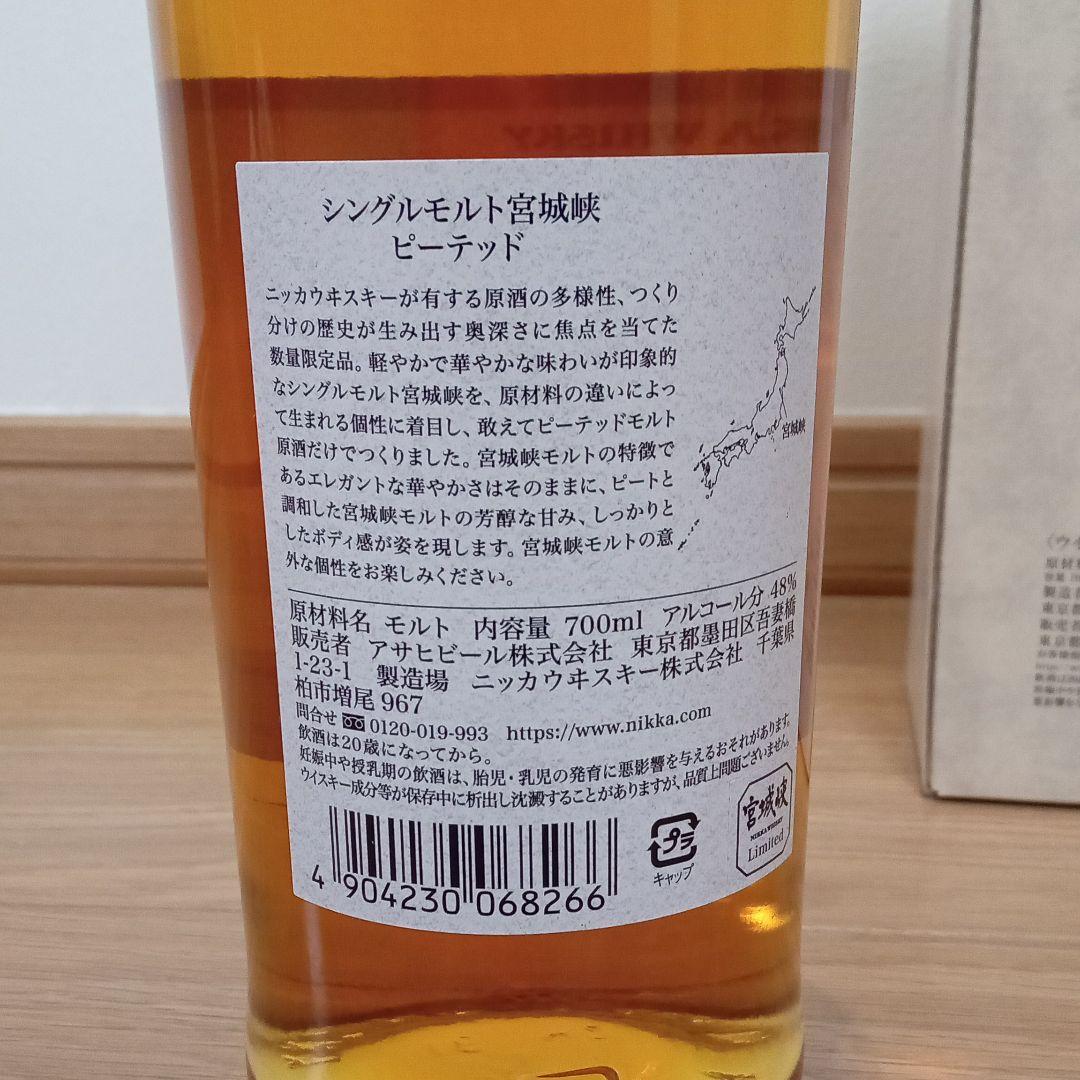 シングルモルト宮城峡
ピーテッド
ニッカウヰスキーが有する原酒の多様性、つくり
分けの歴史が生み出す奥深さに焦点を当てた
数量限定品。軽やかで華やかな味わいが印象的
なシングルモルト宮城峡を、原材料の違いによっ
て生まれる個性に着目し、敢えてピーテッドモルト
原酒だけでつくりました。宮城峡モルトの特徴で
あるエレガントな華やかさはそのままに、ピートと
調和した宮城峡モルトの芳醇な甘み、しっかりと
したボディ感が姿を現します。宮城峡モルトの意
外な個性をお楽しみください。
宮城峡
原材料名 モルト 内容量 700ml アルコール分 48%
販売者 アサヒビール株式会社 東京都墨田区吾妻橋
1-23-1 製造場 ニッカウヰスキー株式会社 千葉県
柏市増尾 967
問合せ 0120-019-993 https://www.nikka.com
飲酒は20歳になってから。
妊娠中や授乳期の飲酒は、胎児・乳児の発育に悪影響を与えるおそれがあります。
ウイスキー成分等が保存中に析出し沈澱することがありますが、品質上問題ございません。
4 904230 068266
プラ
キャップ
宮城峡
NIKKA WHISKY
Limited
WHISKY